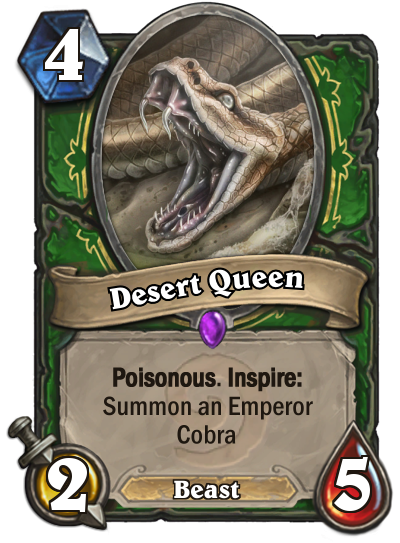 4
Desert Queen
Poisonous. Inspire:
Summon an Emperor
Cobra
2
Beast
5